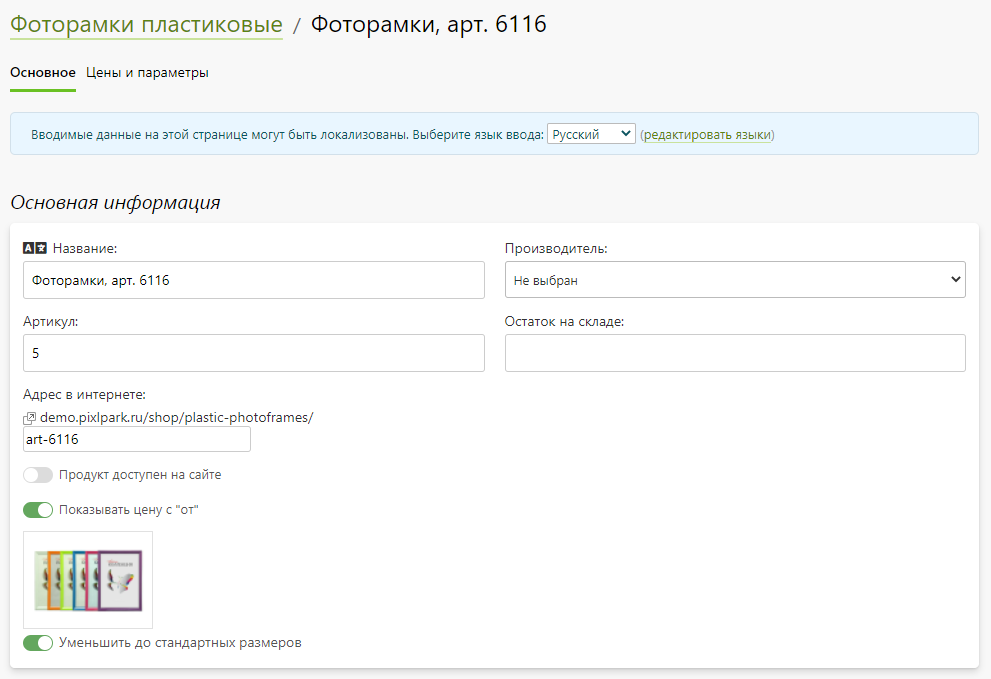 Фоторамки пластиковые / Фоторамки, арт. 6116
Основное Цены и параметры
Вводимые данные на этой странице могут быть локализованы. Выберите язык ввода: Русский (редактировать языки)
Основная информация
Название: Производитель:
Фоторамки, арт. 6116 Не выбран
Артикул: Остаток на складе:
5
Адрес в интернете:
demo.pixlpark.ru/shop/plastic-photoframes/
art-6116
Продукт доступен на сайте
Показывать цену с "от"
Уменьшить до стандартных размеров